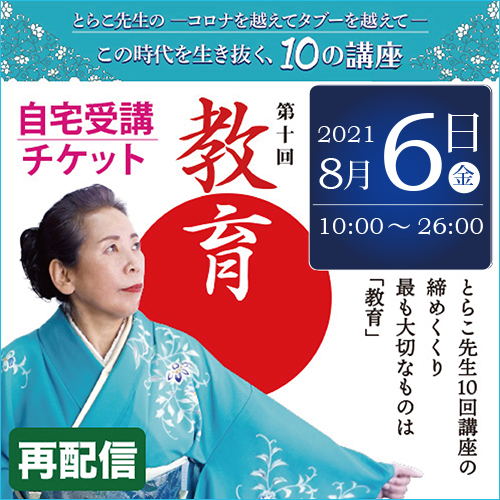 とらこ先生の ―コロナを越えてタブーを越えて―
この時代を生き抜く、10の講座
自宅受講
チケット
第十回
教育
2021
8月
6日
金
10:00～26:00
とらこ先生10回講座の
締めくくり
最も大切なものは
「教育」
再配信